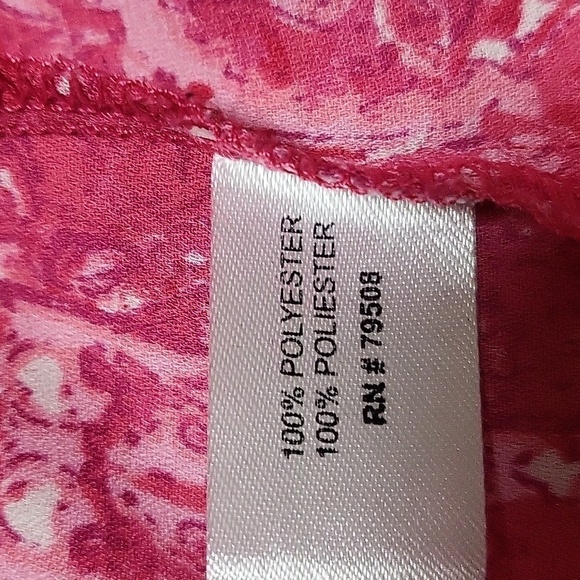 100% POLYESTER
100% POLIESTER
RN # 79508